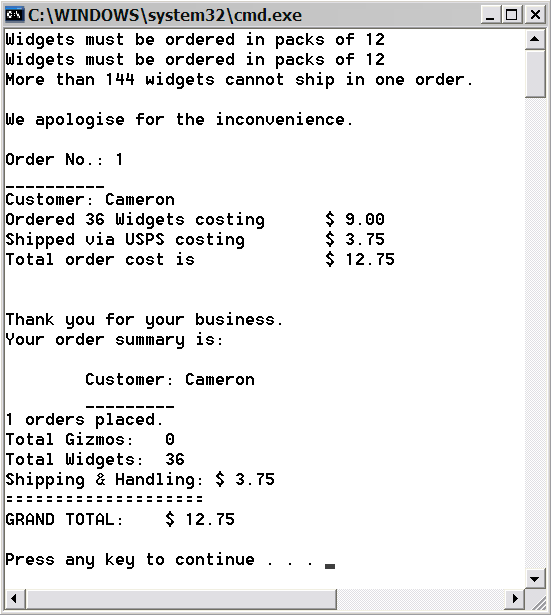 C:\WINDOWS\system32\cmd.exe
Widgets must be ordered in packs of 12
Widgets must be ordered in packs of 12
More than 144 widgets cannot ship in one order.
We apologise for the inconvenience.
Order No.: 1
__________
Customer: Cameron
Ordered 36 Widgets costing      $ 9.00
Shipped via USPS costing        $ 3.75
Total order cost is             $ 12.75
Thank you for your business.
Your order summary is:
        Customer: Cameron
        _________
1 orders placed.
Total Gizmos:   0
Total Widgets:  36
Shipping & Handling: $ 3.75
====================
GRAND TOTAL:    $ 12.75
Press any key to continue . . . _